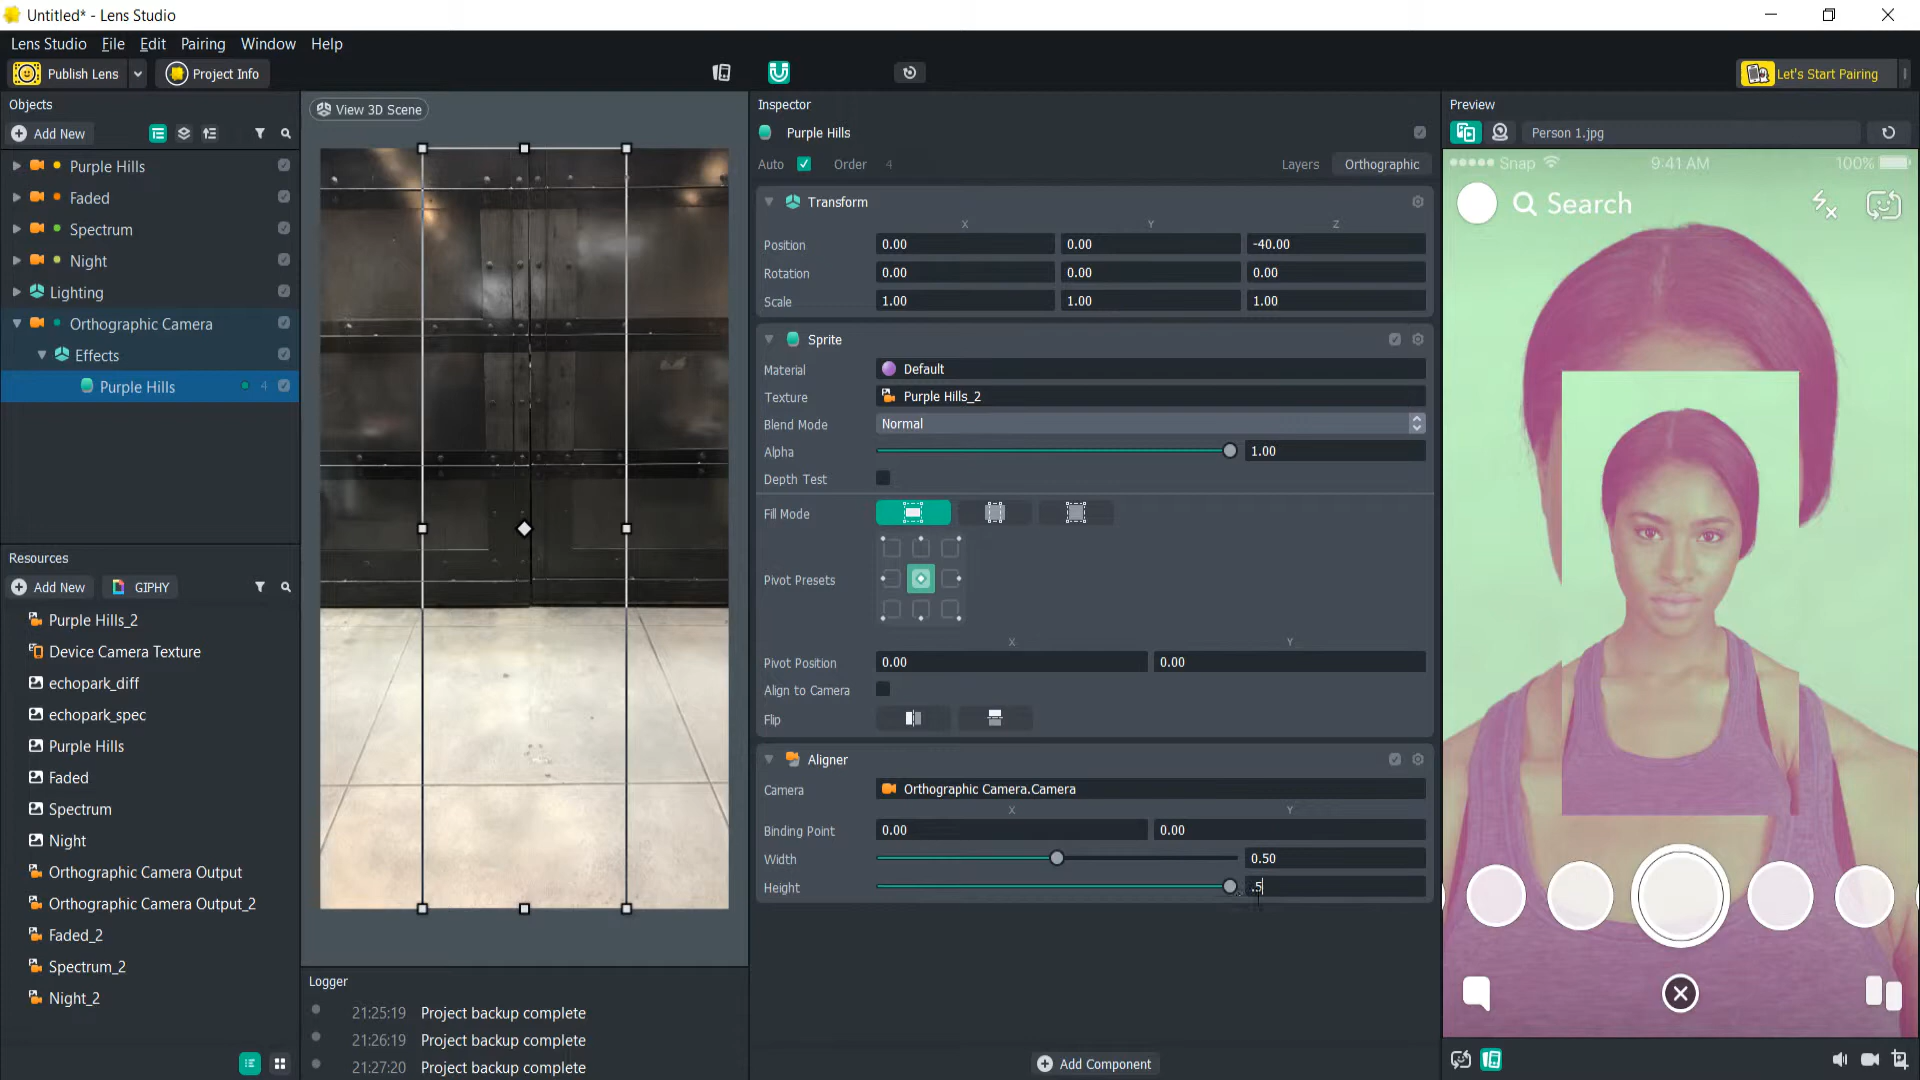 Untitled* - Lens Studio
Lens Studio File Edit Pairing Window Help
Publish Lens Project Info Let's Start Pairing
Objects
Add New
Purple Hills
Faded
Spectrum
Night
Lighting
Orthographic Camera
Effects
Purple Hills 4
Resources
Add New GIPHY
Purple Hills_2
Device Camera Texture
echopark_diff
echopark_spec
Purple Hills
Faded
Spectrum
Night
Orthographic Camera Output
Orthographic Camera Output_2
Faded_2
Spectrum_2
Night_2
View 3D Scene
Logger
21:25:19 Project backup complete
21:26:19 Project backup complete
21:27:20 Project backup complete
Inspector
Purple Hills
Auto Order 4 Layers Orthographic
Transform
X Y Z
Position 0.00 0.00 -40.00
Rotation 0.00 0.00 0.00
Scale 1.00 1.00 1.00
Sprite
Material Default
Texture Purple Hills_2
Blend Mode Normal
Alpha 1.00
Depth Test
Fill Mode
Pivot Presets
X Y
Pivot Position 0.00 0.00
Align to Camera
Flip
Aligner
Camera Orthographic Camera.Camera
X Y
Binding Point 0.00 0.00
Width 0.50
Height .5
Add Component
Preview
Person 1.jpg
Snap 9:41 AM 100%
Search